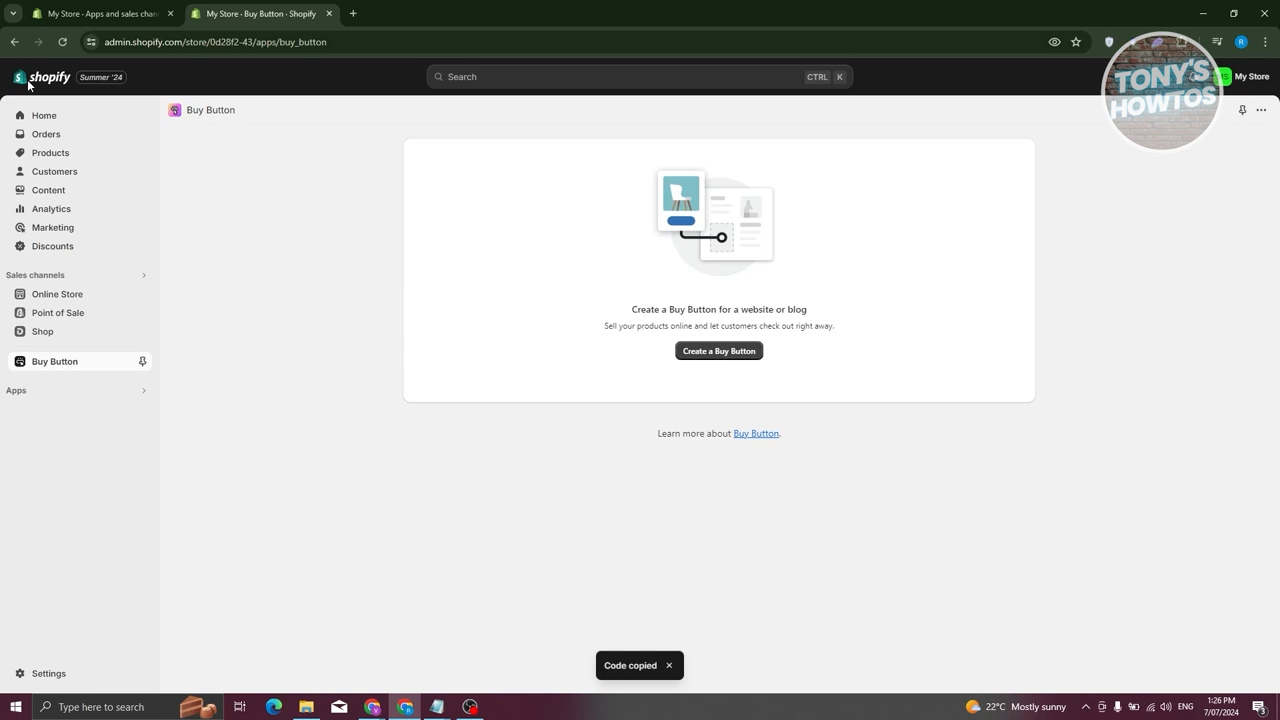 My Store · Apps and sales chan
My Store · Buy Button · Shopify
admin.shopify.com/store/0d28f2-43/apps/buy_button
R
shopify
Summer '24
Search
CTRL K
My Store
TONY'S
HOWTOS
Buy Button
Home
Orders
Products
Customers
Content
Analytics
Marketing
Discounts
Sales channels
Online Store
Point of Sale
Shop
Buy Button
Apps
Settings
Create a Buy Button for a website or blog
Sell your products online and let customers check out right away.
Create a Buy Button
Learn more about Buy Button.
Code copied
Type here to search
22°C Mostly sunny
ENG
1:26 PM
7/07/2024